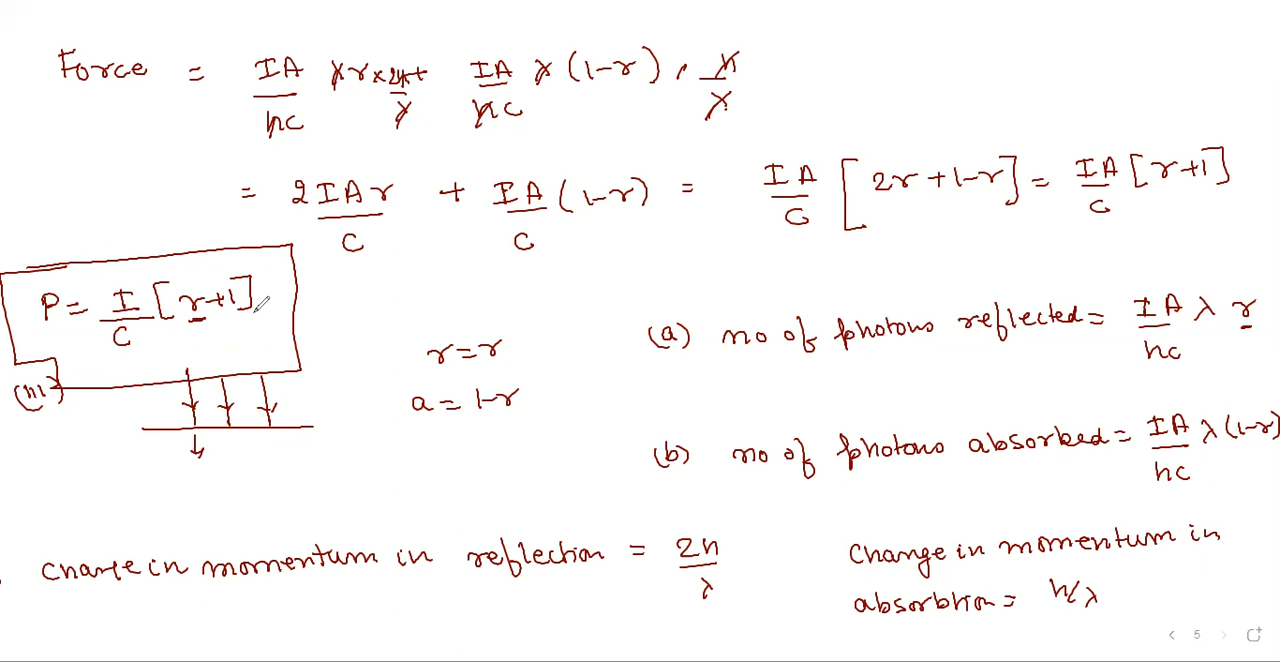 Force = IA/hc λr × 2h/λ + IA/hc λ (1-r) , h/λ
= 2IAr/C + IA/C (1-r) = IA/C [2r+1-r] = IA/C [r+1]
P = I/C [r+1]
(III)
r = r
a = 1-r
(a) no of photons reflected = IA/hc λ r
(b) no of photons absorbed = IA/hc λ (1-r)
Change in momentum in reflection = 2h/λ
Change in momentum in
absorbtion = h/λ
< 5 >